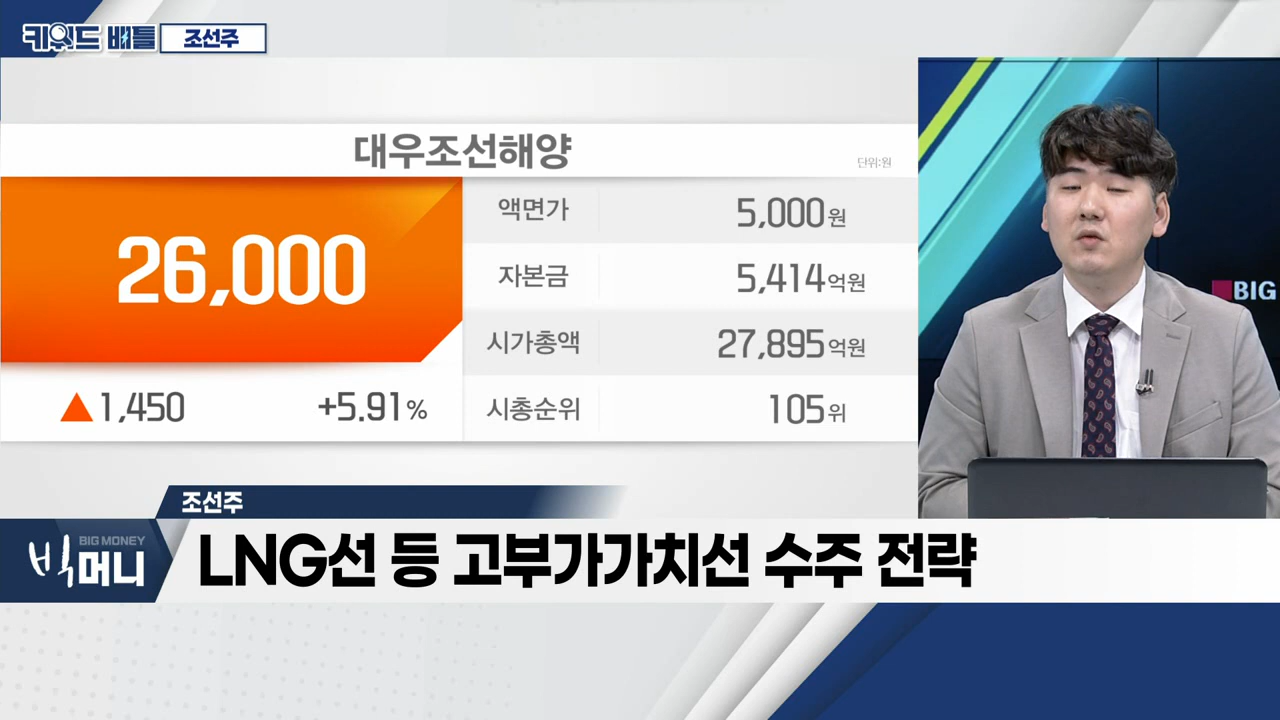 키워드 배틀 조선주
대우조선해양
단위:원
26,000
▲1,450 +5.91%
액면가 5,000원
자본금 5,414억원
시가총액 27,895억원
시총순위 105위
BIG
조선주
BIG MONEY
빅머니
LNG선 등 고부가가치선 수주 전략